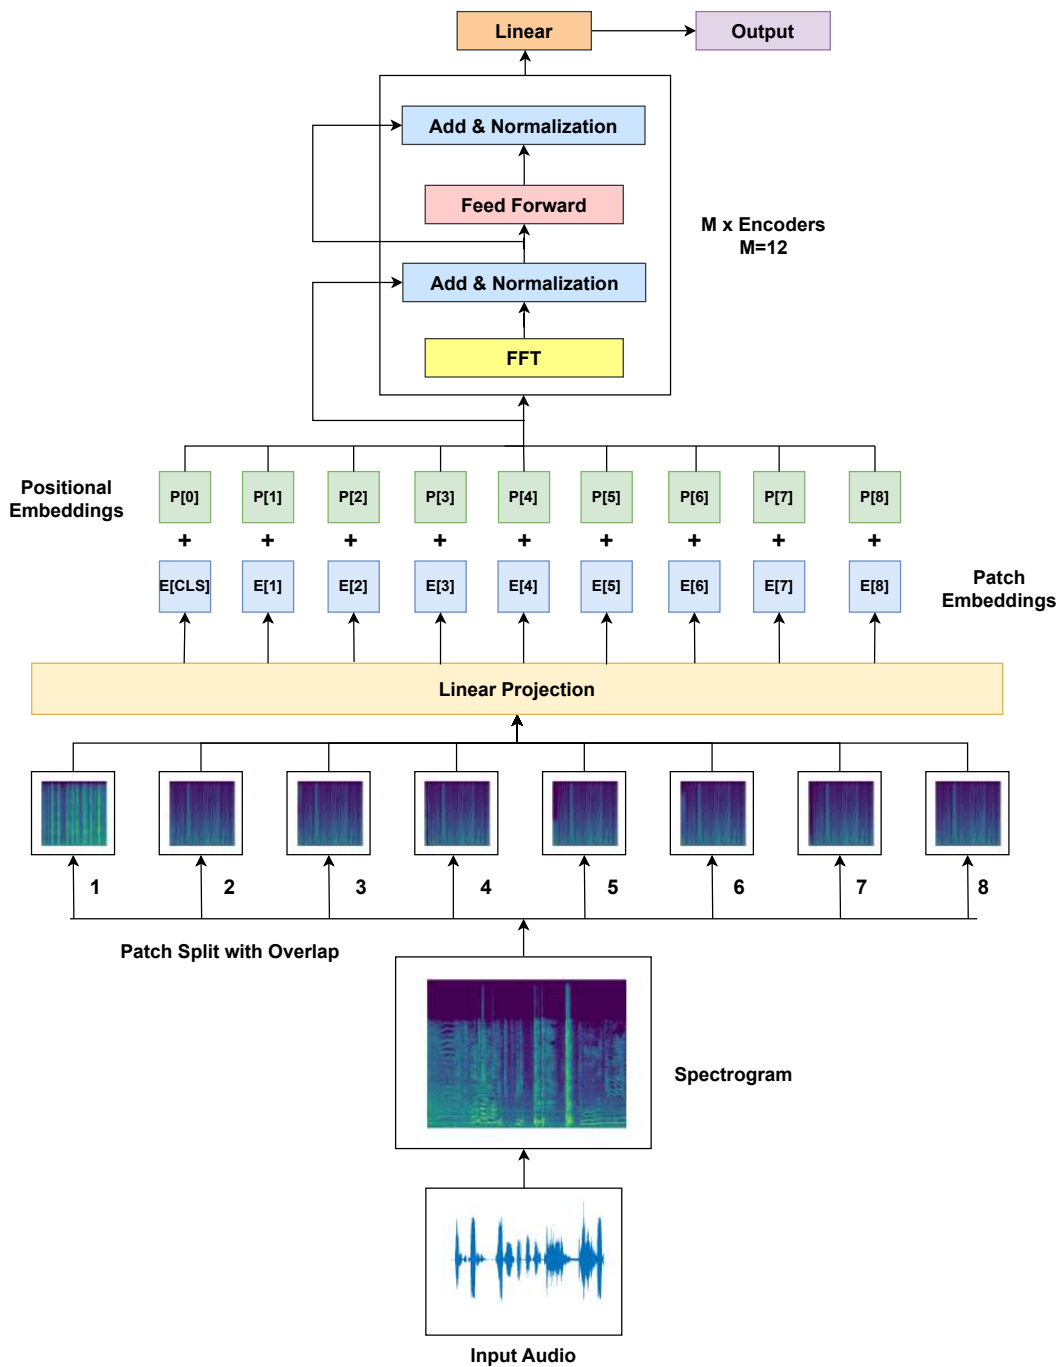 Linear
Output
Add & Normalization
Feed Forward
M x Encoders
M=12
Add & Normalization
FFT
Positional
Embeddings
P[0] P[1] P[2] P[3] P[4] P[5] P[6] P[7] P[8]
+ + + + + + + + +
E[CLS] E[1] E[2] E[3] E[4] E[5] E[6] E[7] E[8]
Patch
Embeddings
Linear Projection
1 2 3 4 5 6 7 8
Patch Split with Overlap
Spectrogram
Input Audio